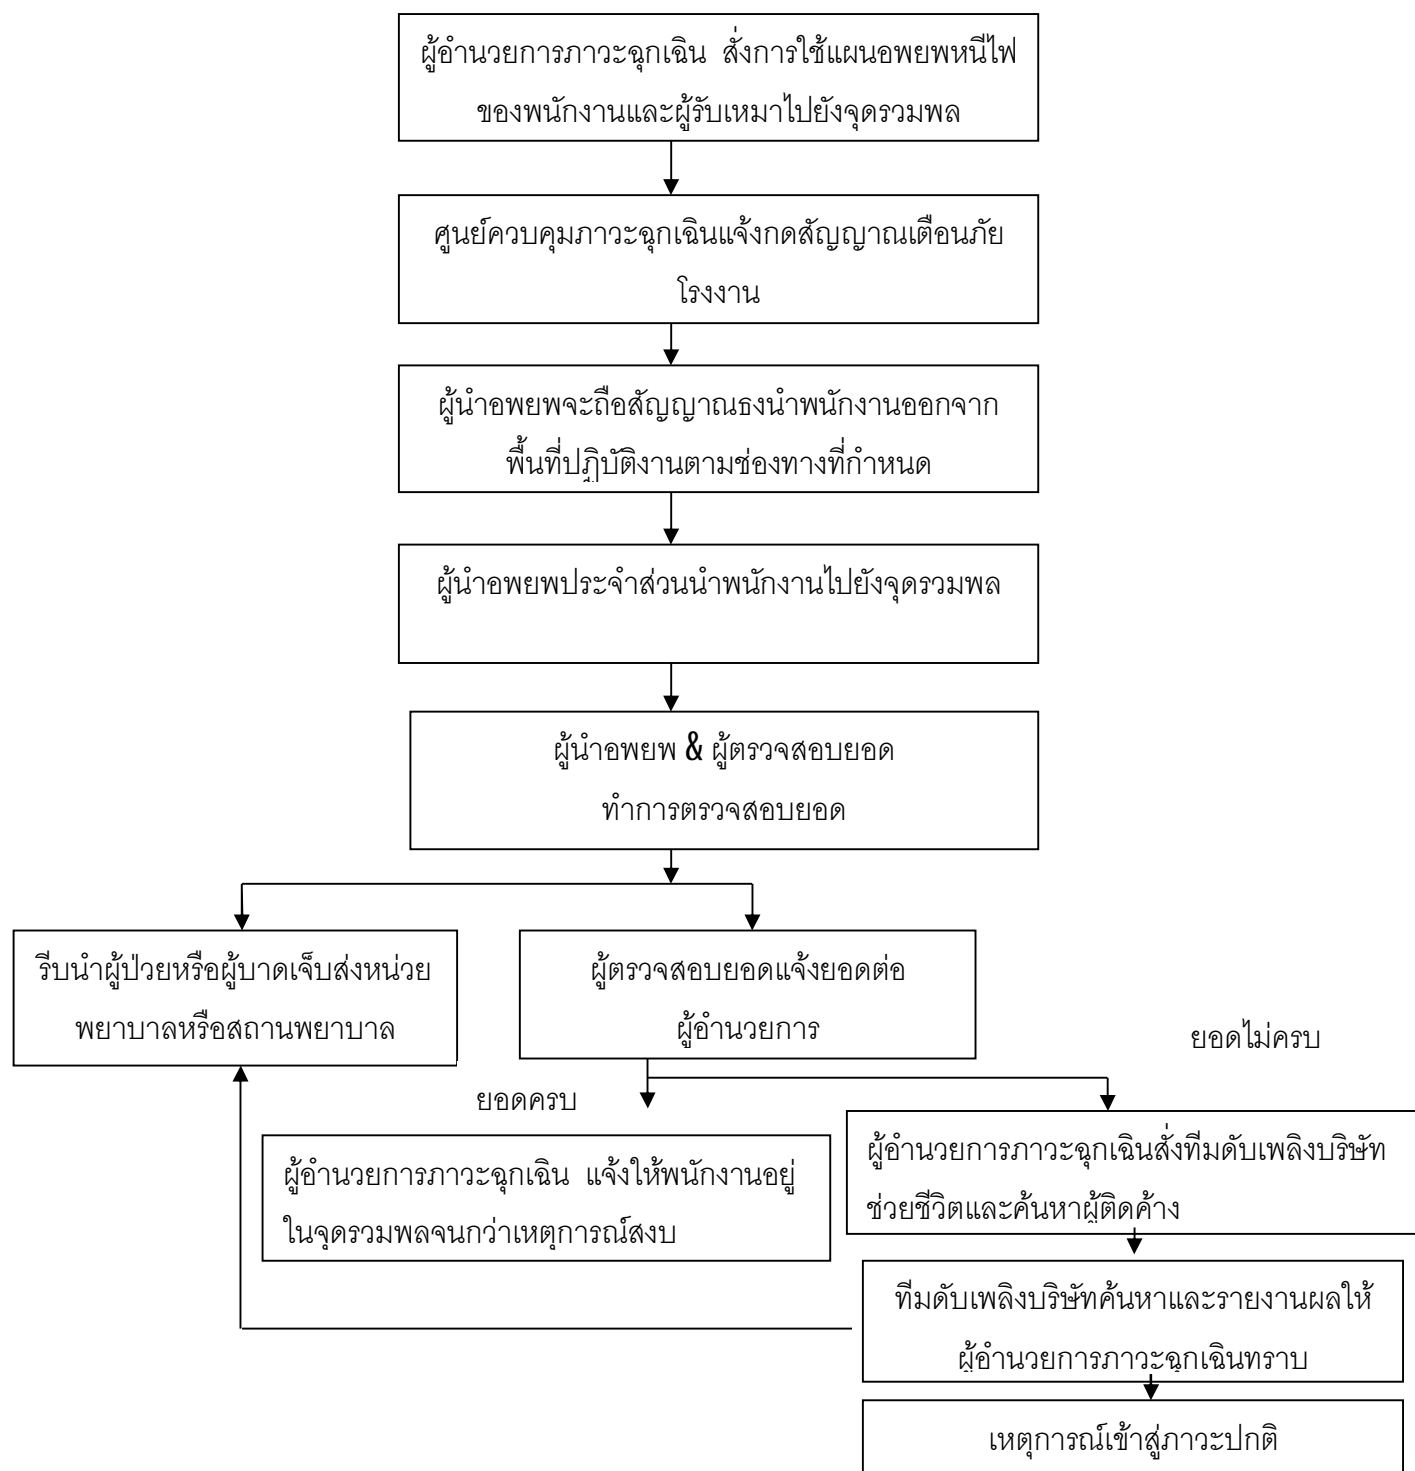 ผู้อำนวยการภาวะฉุกเฉิน สั่งการใช้แผนอพยพหนีไฟ
ของพนักงานและผู้รับเหมาไปยังจุดรวมพล
ศูนย์ควบคุมภาวะฉุกเฉินแจ้งกดสัญญาณเตือนภัย
โรงงาน
ผู้นำอพยพจะถือสัญญาณธงนำพนักงานออกจาก
พื้นที่ปฏิบัติงานตามช่องทางที่กำหนด
ผู้นำอพยพประจำส่วนนำพนักงานไปยังจุดรวมพล
ผู้นำอพยพ & ผู้ตรวจสอบยอด
ทำการตรวจสอบยอด
รีบนำผู้ป่วยหรือผู้บาดเจ็บส่งหน่วย
พยาบาลหรือสถานพยาบาล
ผู้ตรวจสอบยอดแจ้งยอดต่อ
ผู้อำนวยการ
ยอดไม่ครบ
ยอดครบ
ผู้อำนวยการภาวะฉุกเฉิน แจ้งให้พนักงานอยู่
ในจุดรวมพลจนกว่าเหตุการณ์สงบ
ผู้อำนวยการภาวะฉุกเฉินสั่งทีมดับเพลิงบริษัท
ช่วยชีวิตและค้นหาผู้ติดค้าง
ทีมดับเพลิงบริษัทค้นหาและรายงานผลให้
ผู้อำนวยการภาวะฉุกเฉินทราบ
เหตุการณ์เข้าสู่ภาวะปกติ